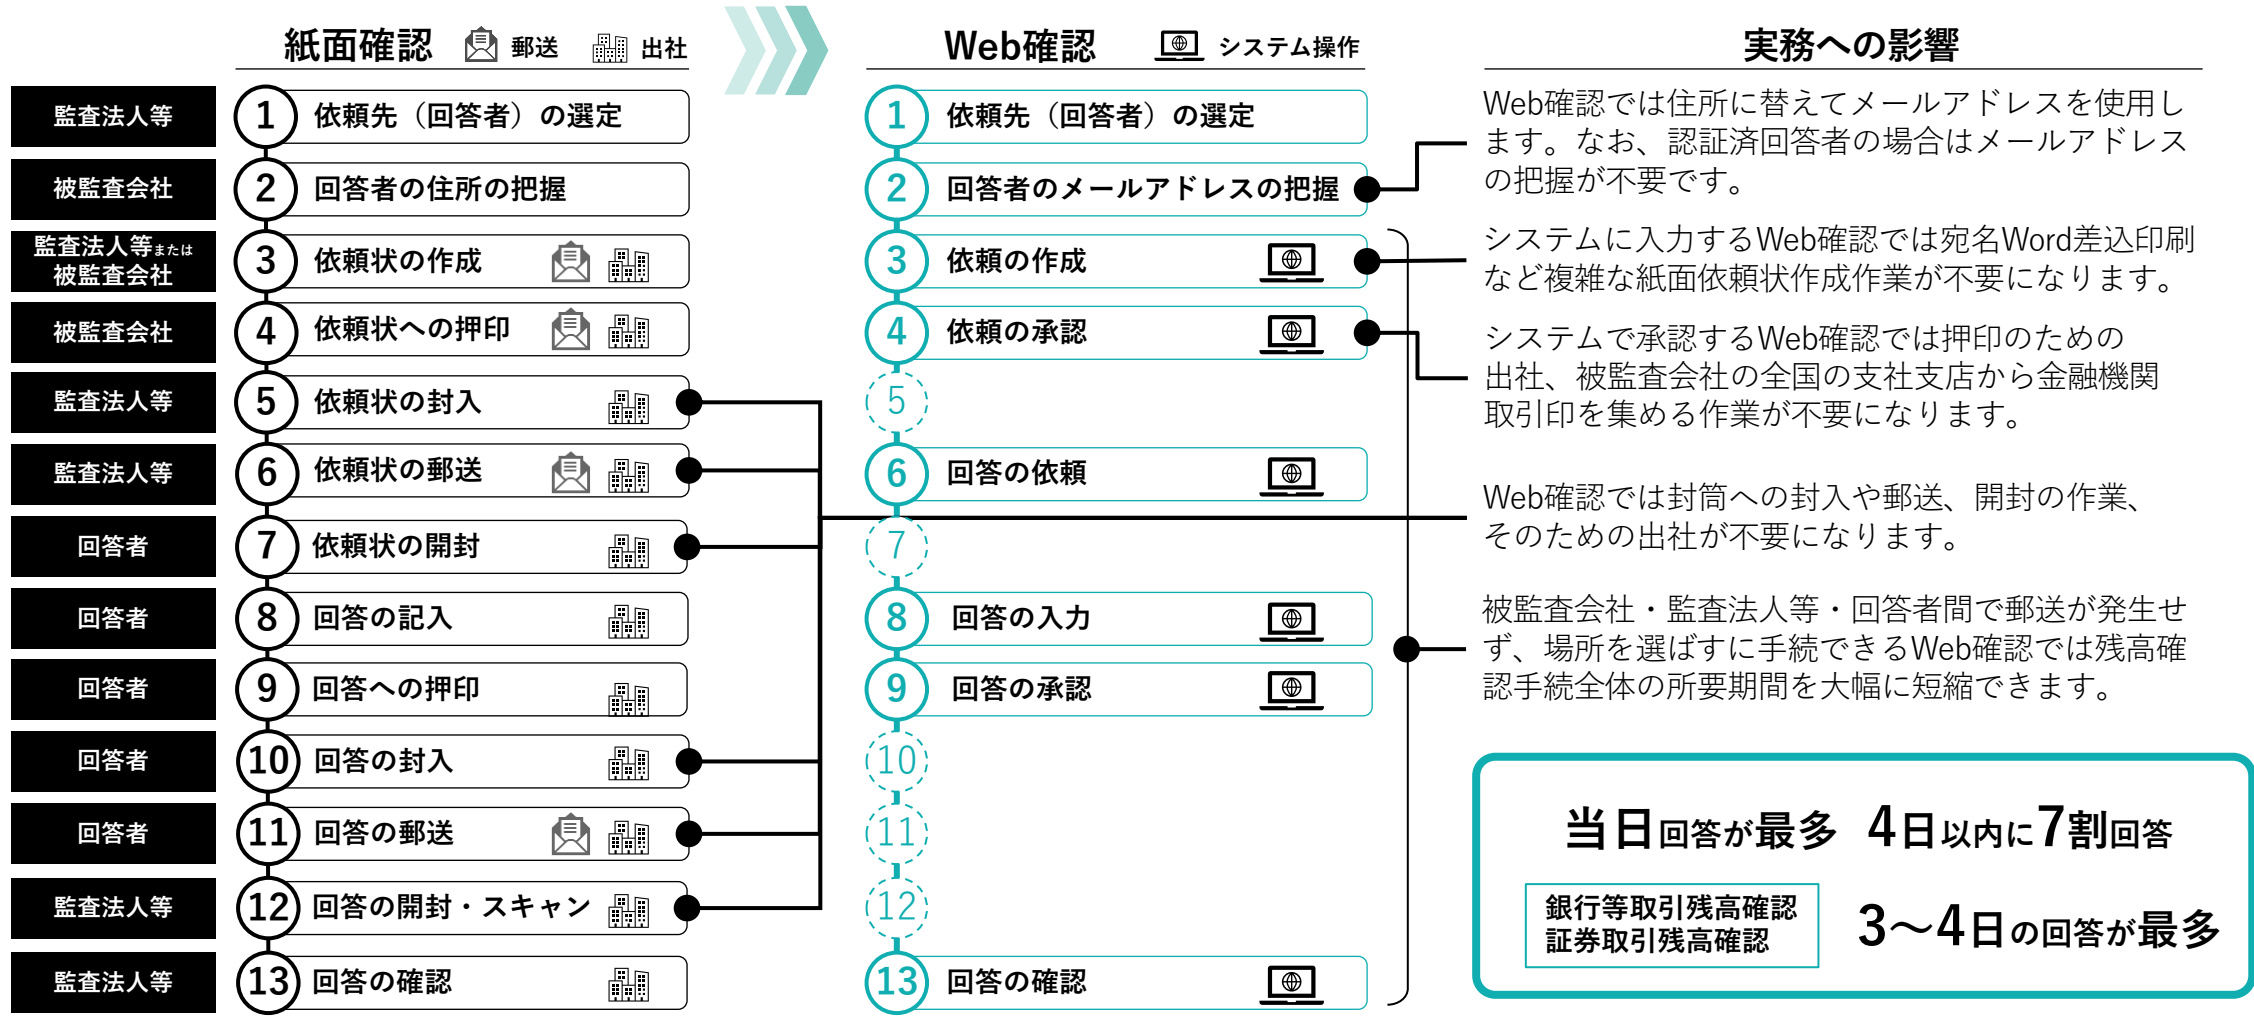 紙面確認 郵送 出社
Web確認 システム操作
実務への影響
監査法人等
被監査会社
監査法人等または
被監査会社
被監査会社
監査法人等
監査法人等
回答者
回答者
回答者
回答者
回答者
監査法人等
監査法人等
1 依頼先（回答者）の選定
2 回答者の住所の把握
3 依頼状の作成
4 依頼状への押印
5 依頼状の封入
6 依頼状の郵送
7 依頼状の開封
8 回答の記入
9 回答への押印
10 回答の封入
11 回答の郵送
12 回答の開封・スキャン
13 回答の確認
1 依頼先（回答者）の選定
2 回答者のメールアドレスの把握
3 依頼の作成
4 依頼の承認
5
6 回答の依頼
7
8 回答の入力
9 回答の承認
10
11
12
13 回答の確認
Web確認では住所に替えてメールアドレスを使用し
ます。なお、認証済回答者の場合はメールアドレス
の把握が不要です。
システムに入力するWeb確認では宛名Word差込印刷
など複雑な紙面依頼状作成作業が不要になります。
システムで承認するWeb確認では押印のための
出社、被監査会社の全国の支社支店から金融機関
取引印を集める作業が不要になります。
Web確認では封筒への封入や郵送、開封の作業、
そのための出社が不要になります。
被監査会社・監査法人等・回答者間で郵送が発生せ
ず、場所を選ばすに手続できるWeb確認では残高確
認手続全体の所要期間を大幅に短縮できます。
当日回答が最多 4日以内に7割回答
銀行等取引残高確認
証券取引残高確認
3〜4日の回答が最多